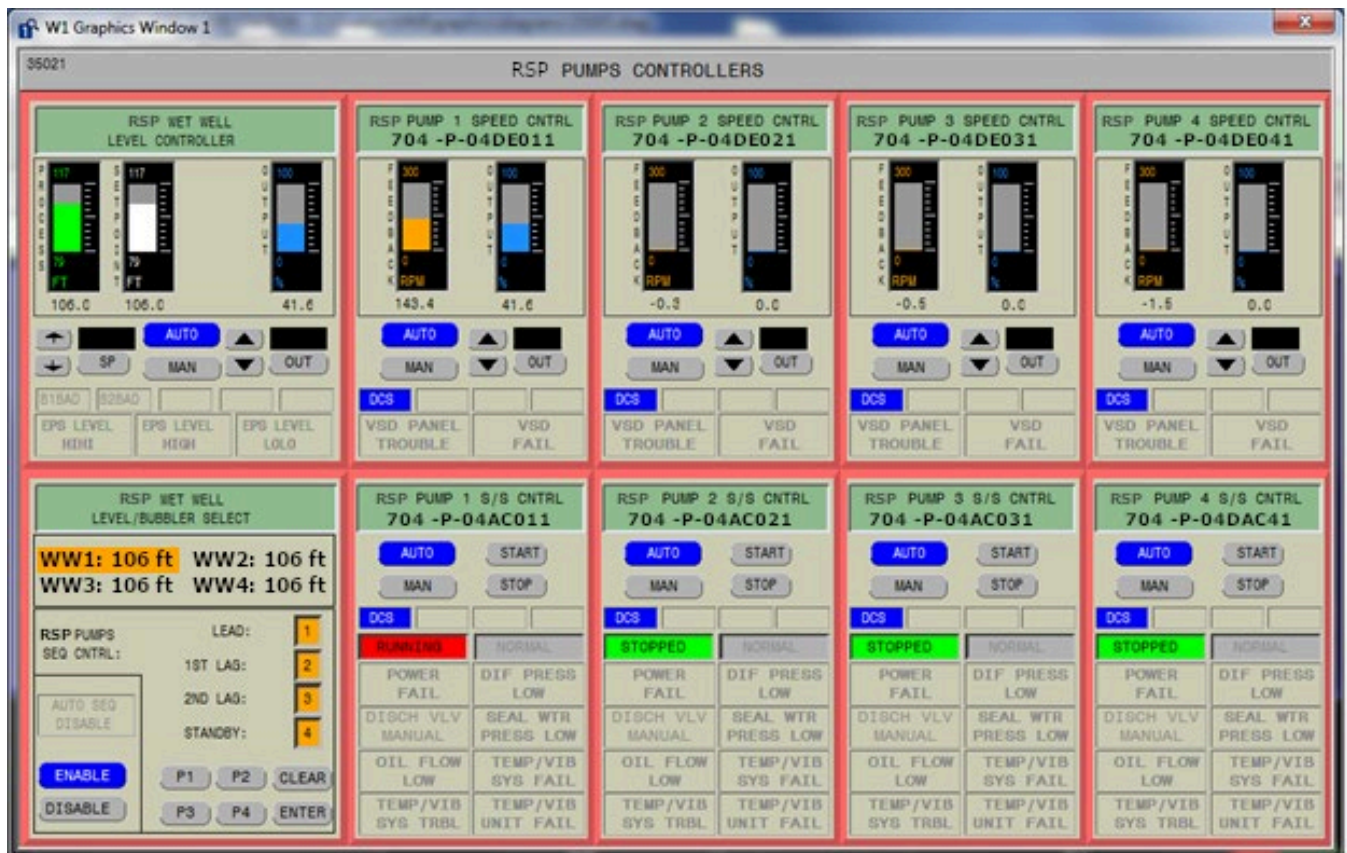 W1 Graphics Window 1
X
35021
RSP PUMPS CONTROLLERS
RSP WET WELL
LEVEL CONTROLLER
PROCESS
117
79
FT
SETPOINT
117
79
FT
OUTPUT
100
0
%
106.0
106.0
41.6
AUTO
SP
MAN
OUT
B1BAD
B2BAD
EPS LEVEL
HIHI
EPS LEVEL
HIGH
EPS LEVEL
LOLO
RSP PUMP 1 SPEED CNTRL
704 -P-04DE011
FEEDBACK
300
0
RPM
OUTPUT
100
0
%
143.4
41.6
AUTO
MAN
OUT
DCS
VSD PANEL
TROUBLE
VSD
FAIL
RSP PUMP 2 SPEED CNTRL
704 -P-04DE021
FEEDBACK
300
0
RPM
OUTPUT
100
0
%
-0.3
0.0
AUTO
MAN
OUT
DCS
VSD PANEL
TROUBLE
VSD
FAIL
RSP PUMP 3 SPEED CNTRL
704 -P-04DE031
FEEDBACK
300
0
RPM
OUTPUT
100
0
%
-0.5
0.0
AUTO
MAN
OUT
DCS
VSD PANEL
TROUBLE
VSD
FAIL
RSP PUMP 4 SPEED CNTRL
704 -P-04DE041
FEEDBACK
300
0
RPM
OUTPUT
100
0
%
-1.5
0.0
AUTO
MAN
OUT
DCS
VSD PANEL
TROUBLE
VSD
FAIL
RSP WET WELL
LEVEL/BUBBLER SELECT
WW1: 106 ft WW2: 106 ft
WW3: 106 ft WW4: 106 ft
RSP PUMPS
SEQ CNTRL:
LEAD: 1
1ST LAG: 2
2ND LAG: 3
STANDBY: 4
AUTO SEQ
DISABLE
ENABLE
DISABLE
P1 P2 CLEAR
P3 P4 ENTER
RSP PUMP 1 S/S CNTRL
704 -P-04AC011
AUTO START
MAN STOP
DCS
RUNNING NORMAL
POWER
FAIL
DIF PRESS
LOW
DISCH VLV
MANUAL
SEAL WTR
PRESS LOW
OIL FLOW
LOW
TEMP/VIB
SYS FAIL
TEMP/VIB
SYS TRBL
TEMP/VIB
UNIT FAIL
RSP PUMP 2 S/S CNTRL
704 -P-04AC021
AUTO START
MAN STOP
DCS
STOPPED NORMAL
POWER
FAIL
DIF PRESS
LOW
DISCH VLV
MANUAL
SEAL WTR
PRESS LOW
OIL FLOW
LOW
TEMP/VIB
SYS FAIL
TEMP/VIB
SYS TRBL
TEMP/VIB
UNIT FAIL
RSP PUMP 3 S/S CNTRL
704 -P-04AC031
AUTO START
MAN STOP
DCS
STOPPED NORMAL
POWER
FAIL
DIF PRESS
LOW
DISCH VLV
MANUAL
SEAL WTR
PRESS LOW
OIL FLOW
LOW
TEMP/VIB
SYS FAIL
TEMP/VIB
SYS TRBL
TEMP/VIB
UNIT FAIL
RSP PUMP 4 S/S CNTRL
704 -P-04DAC41
AUTO START
MAN STOP
DCS
STOPPED NORMAL
POWER
FAIL
DIF PRESS
LOW
DISCH VLV
MANUAL
SEAL WTR
PRESS LOW
OIL FLOW
LOW
TEMP/VIB
SYS FAIL
TEMP/VIB
SYS TRBL
TEMP/VIB
UNIT FAIL